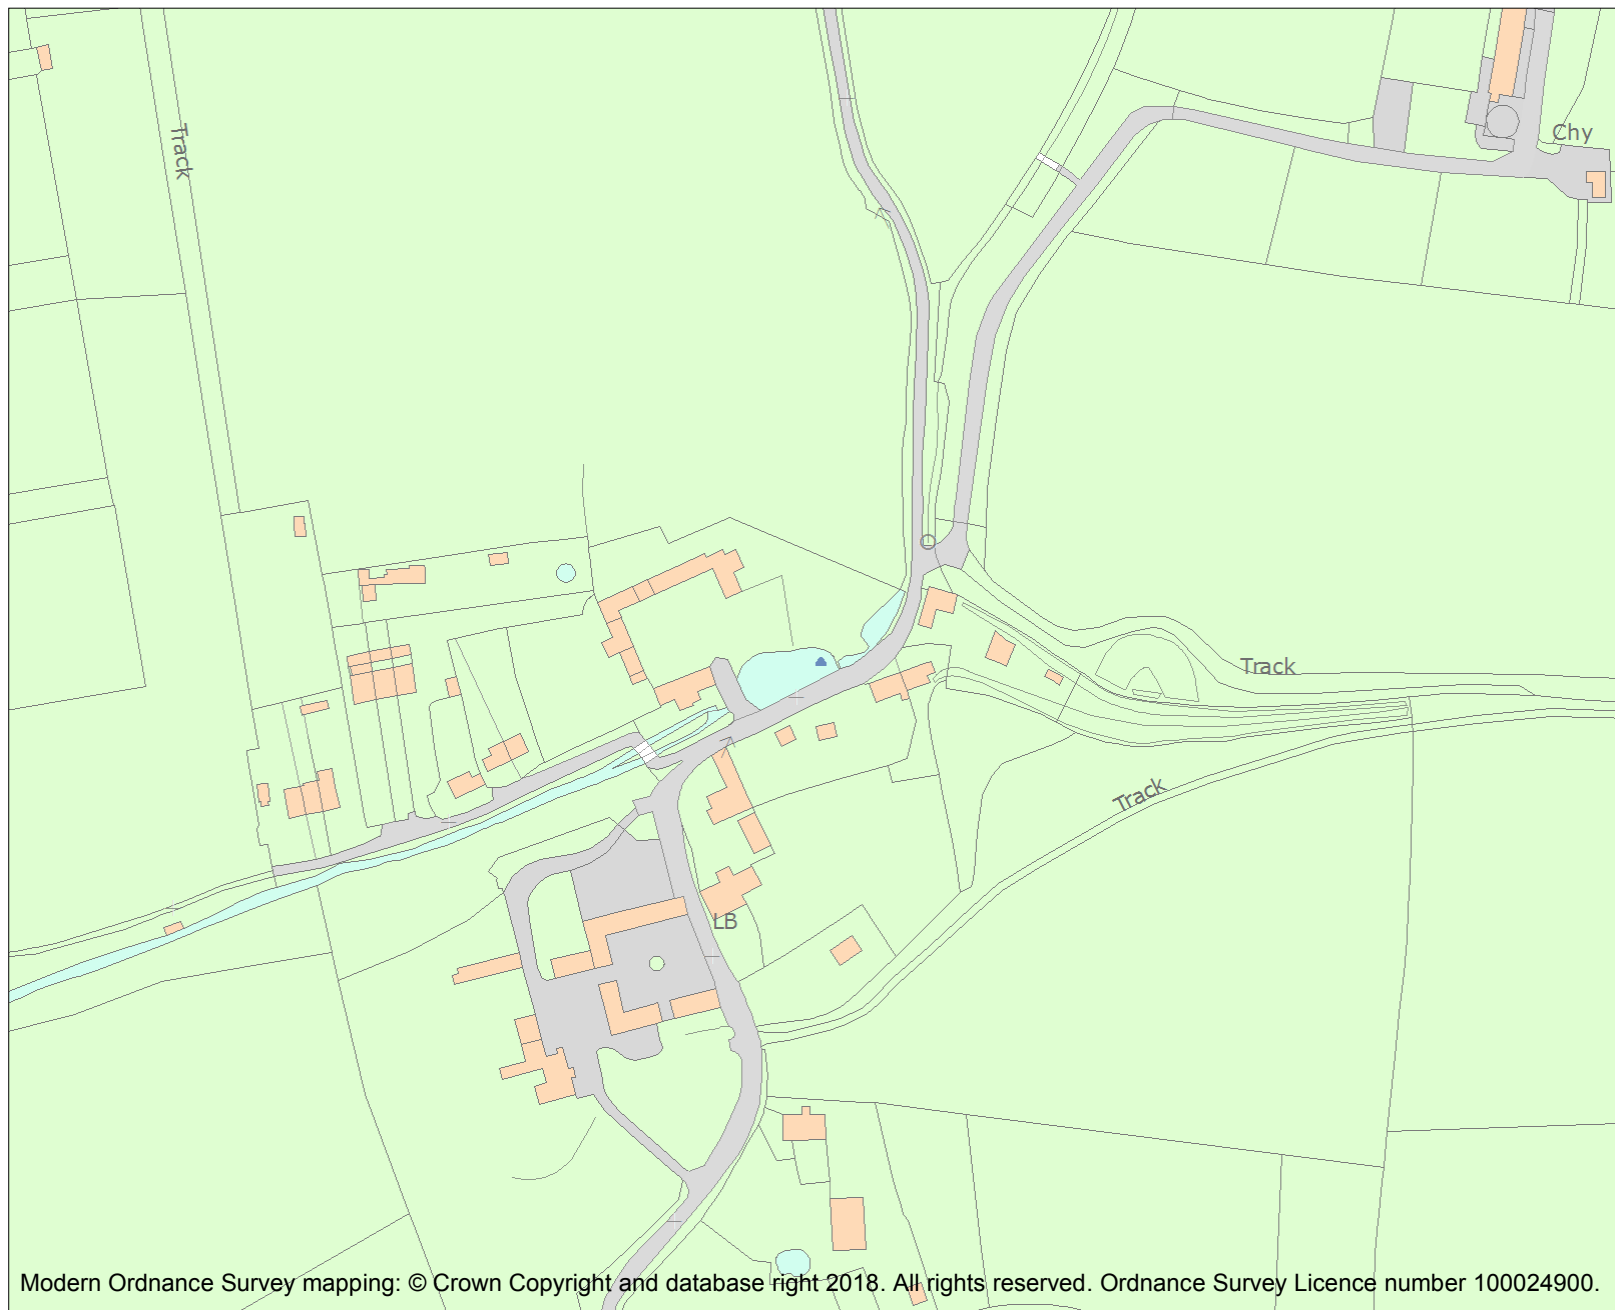 Track
Chy
Track
Track
LB
Modern Ordnance Survey mapping: © Crown Copyright and database right 2018. All rights reserved. Ordnance Survey Licence number 100024900.